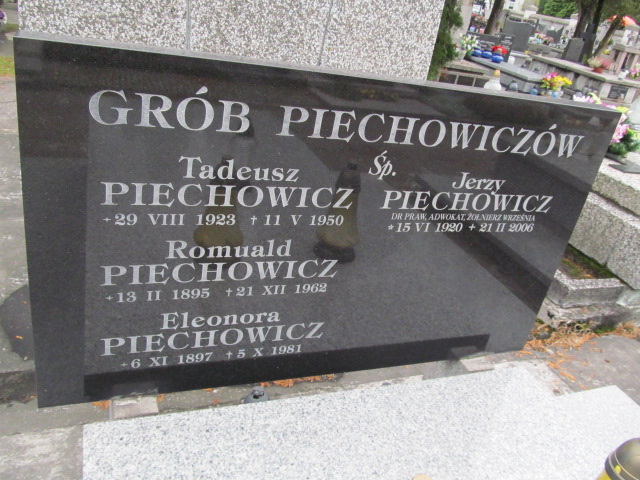 GRÓB PIECHOWICZÓW
Śp.
Tadeusz
PIECHOWICZ
*29 VIII 1923 †11 V 1950
Romuald
PIECHOWICZ
*13 II 1895 †21 XII 1962
Eleonora
PIECHOWICZ
*6 XI 1897 †5 X 1981
Jerzy
PIECHOWICZ
DR PRAW, ADWOKAT, ŻOŁNIERZ WRZEŚNIA
*15 VI 1920 †21 II 2006